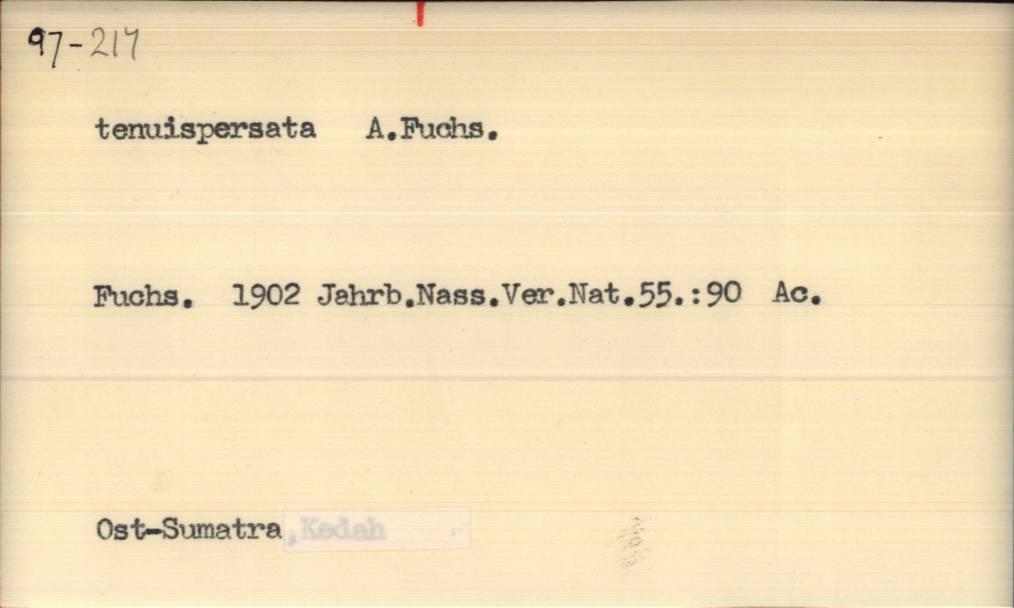 97-217
tenuispersata A.Fuchs.
Fuchs. 1902 Jahrb.Nass.Ver.Nat.55.:90 Ac.
Ost-Sumatra ,Kedah